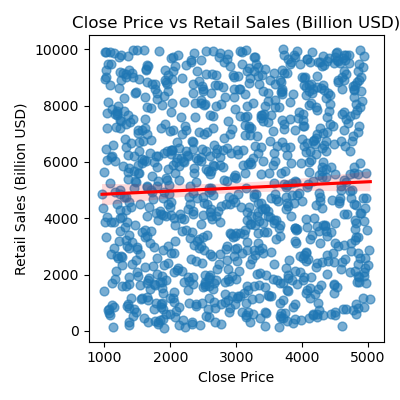 Close Price vs Retail Sales (Billion USD)
10000
8000
6000
4000
2000
0
Retail Sales (Billion USD)
1000 2000 3000 4000 5000
Close Price